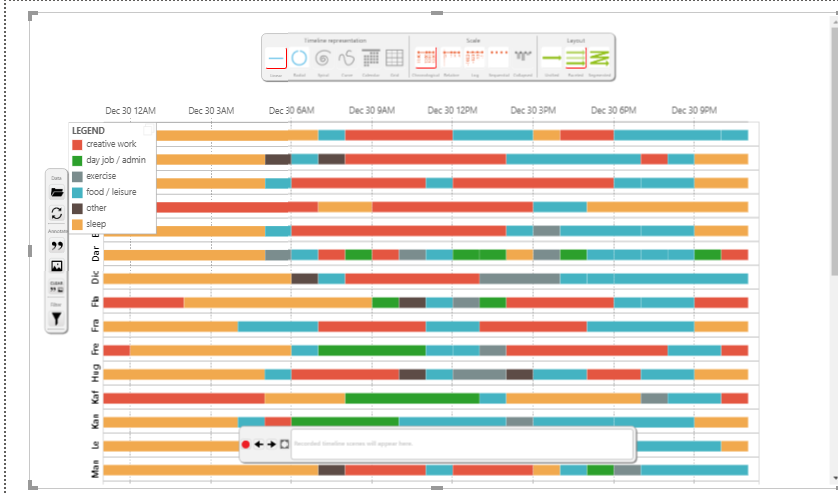 Timeline representation Scale Layout
Linear Radial Spiral Curve Calendar Grid Chronological Relative Log Sequential Collapsed Unified Faceted Segmented
Dec 30 12AM Dec 30 3AM Dec 30 6AM Dec 30 9AM Dec 30 12PM Dec 30 3PM Dec 30 6PM Dec 30 9PM
LEGEND
creative work
day job / admin
exercise
food / leisure
other
sleep
Data
Annotate
CLEAR
Filter
Dar
Dic
Fla
Fra
Fre
Hug
Kaf
Kan
Le
Man
Recorded timeline scenes will appear here.